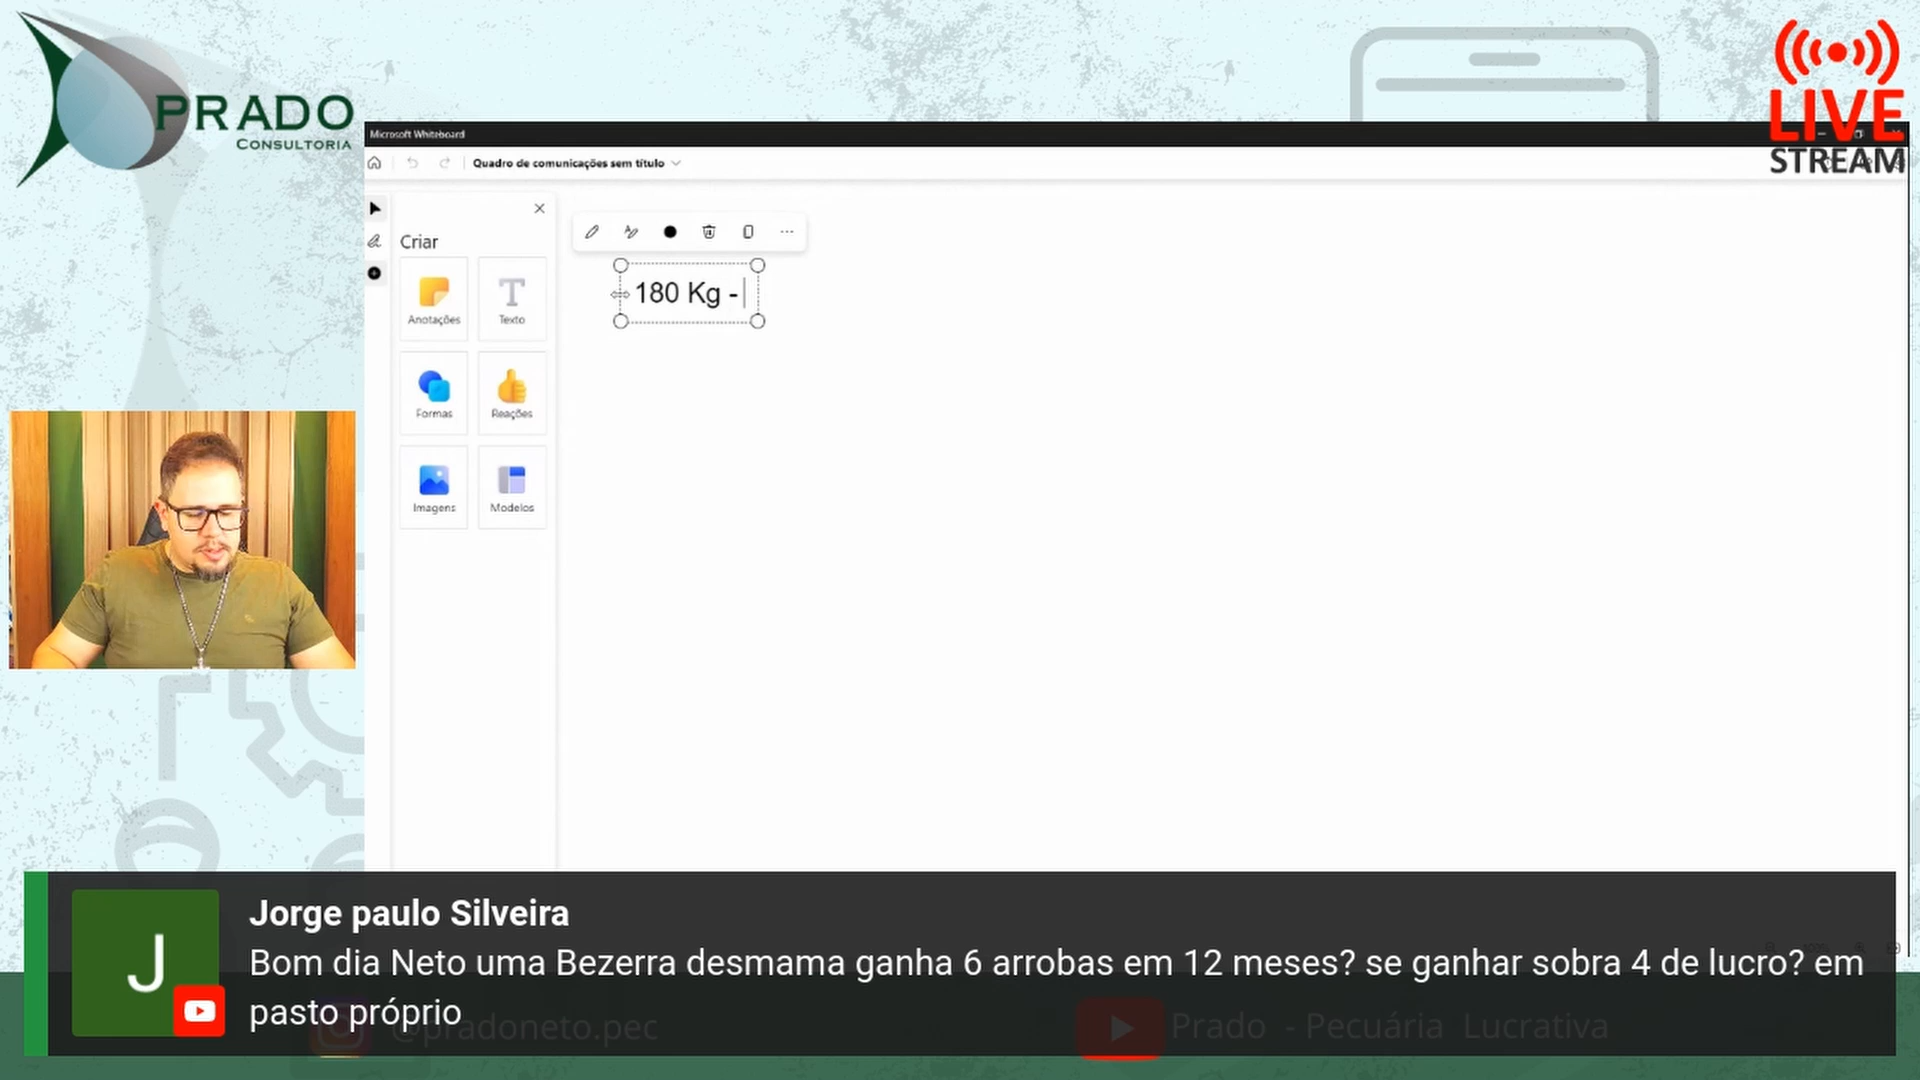 PRADO
CONSULTORIA
LIVE
STREAM
Microsoft Whiteboard
Quadro de comunicações sem título
Criar
Anotações
Texto
Formas
Reações
Imagens
Modelos
180 Kg -
J
Jorge paulo Silveira
Bom dia Neto uma Bezerra desmama ganha 6 arrobas em 12 meses? se ganhar sobra 4 de lucro? em
pasto próprio
@pradoneto.pec
Prado - Pecuária Lucrativa